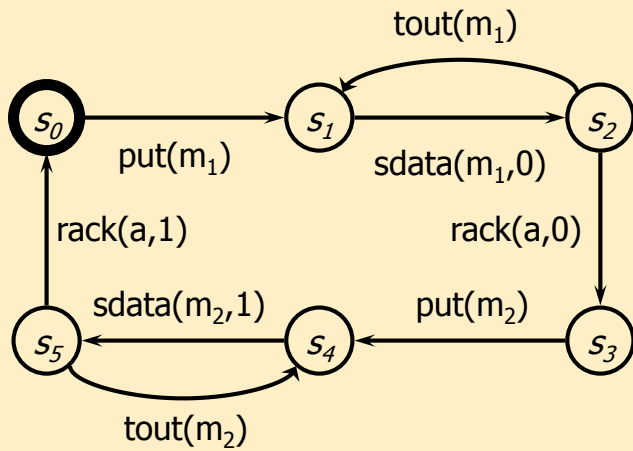 tout(m₁)
s₀
s₁
s₂
put(m₁)
sdata(m₁,0)
rack(a,1)
rack(a,0)
sdata(m₂,1)
put(m₂)
s₅
s₄
s₃
tout(m₂)